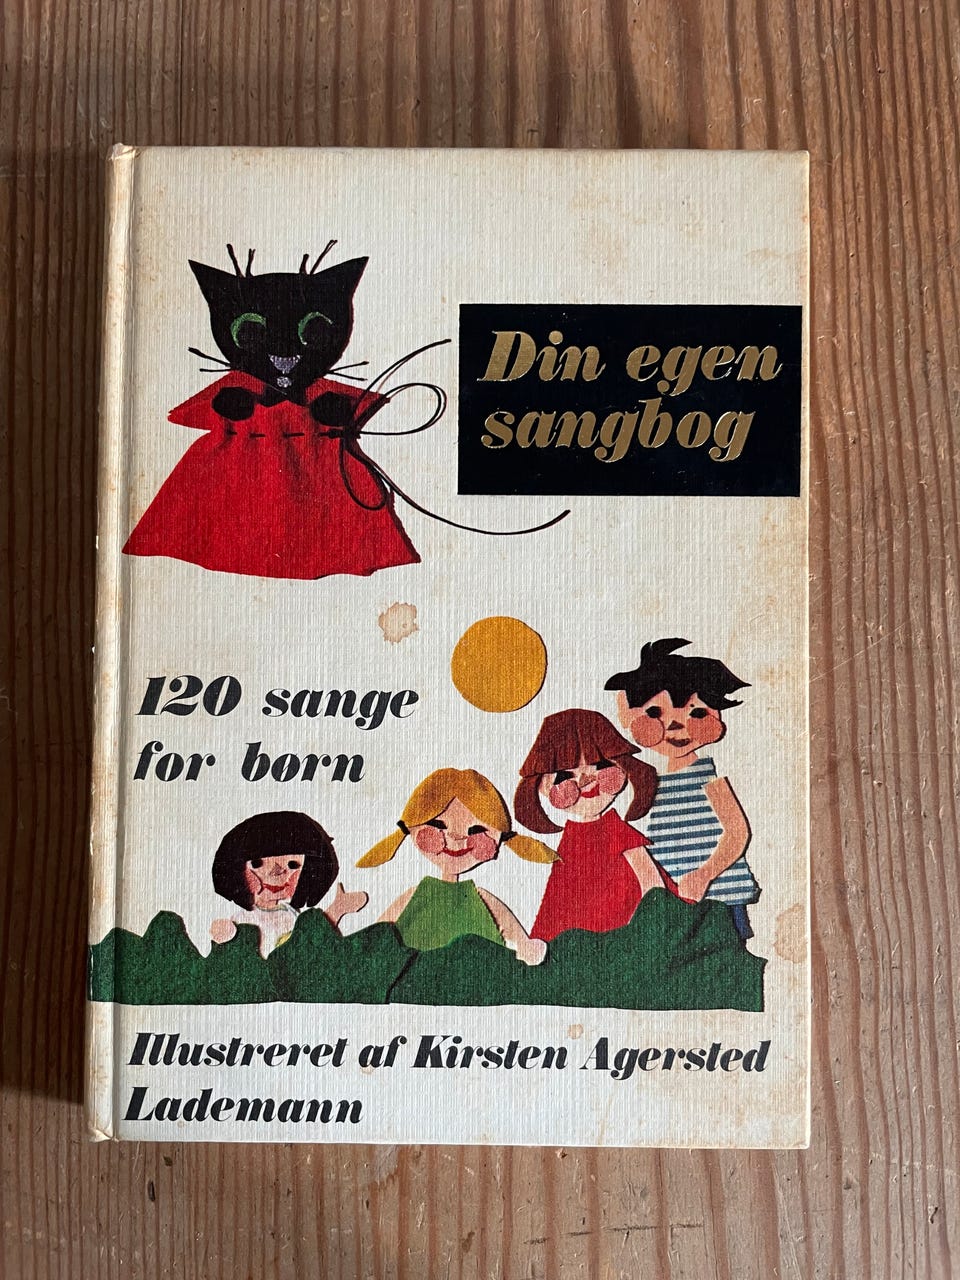 Din egen
sangbog
120 sange
for børn
Illustreret af Kirsten Agersted
Lademann